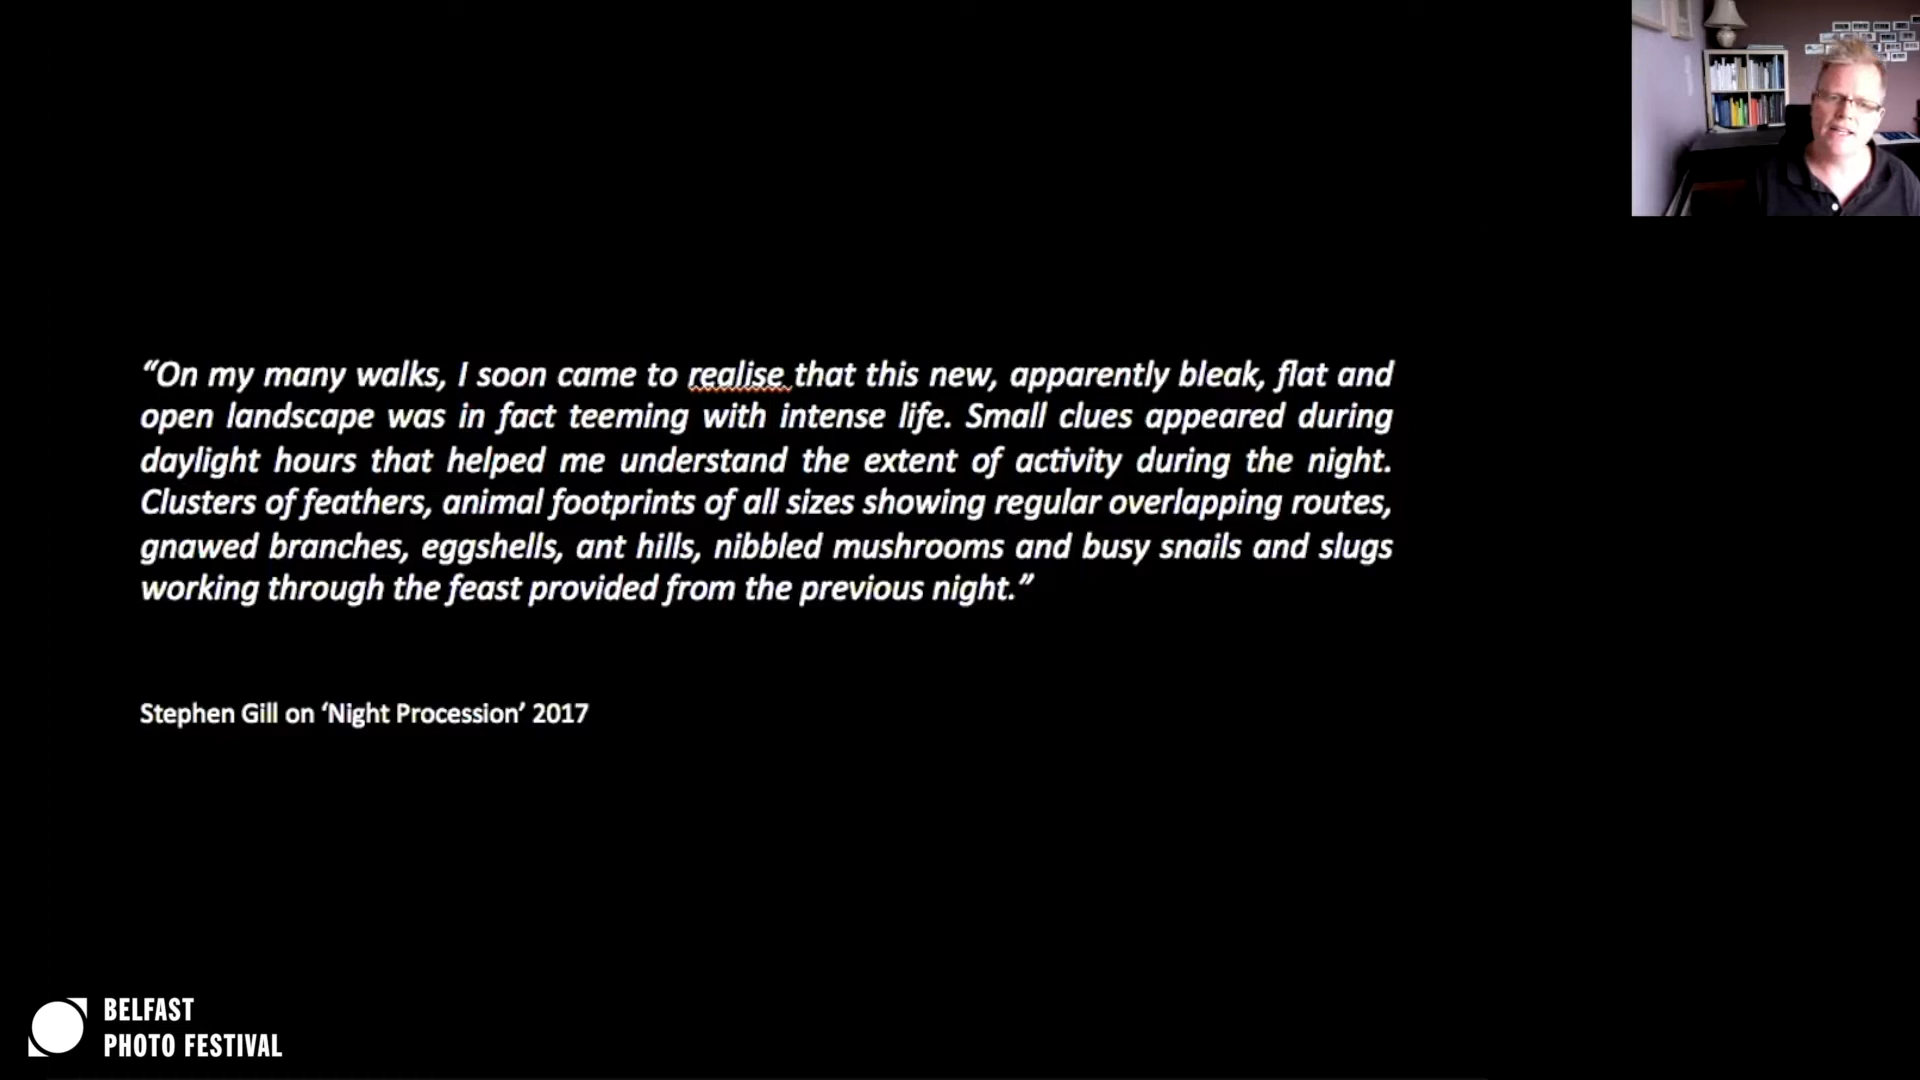 “On my many walks, I soon came to realise that this new, apparently bleak, flat and
open landscape was in fact teeming with intense life. Small clues appeared during
daylight hours that helped me understand the extent of activity during the night.
Clusters of feathers, animal footprints of all sizes showing regular overlapping routes,
gnawed branches, eggshells, ant hills, nibbled mushrooms and busy snails and slugs
working through the feast provided from the previous night.”
Stephen Gill on ‘Night Procession’ 2017
BELFAST
PHOTO FESTIVAL